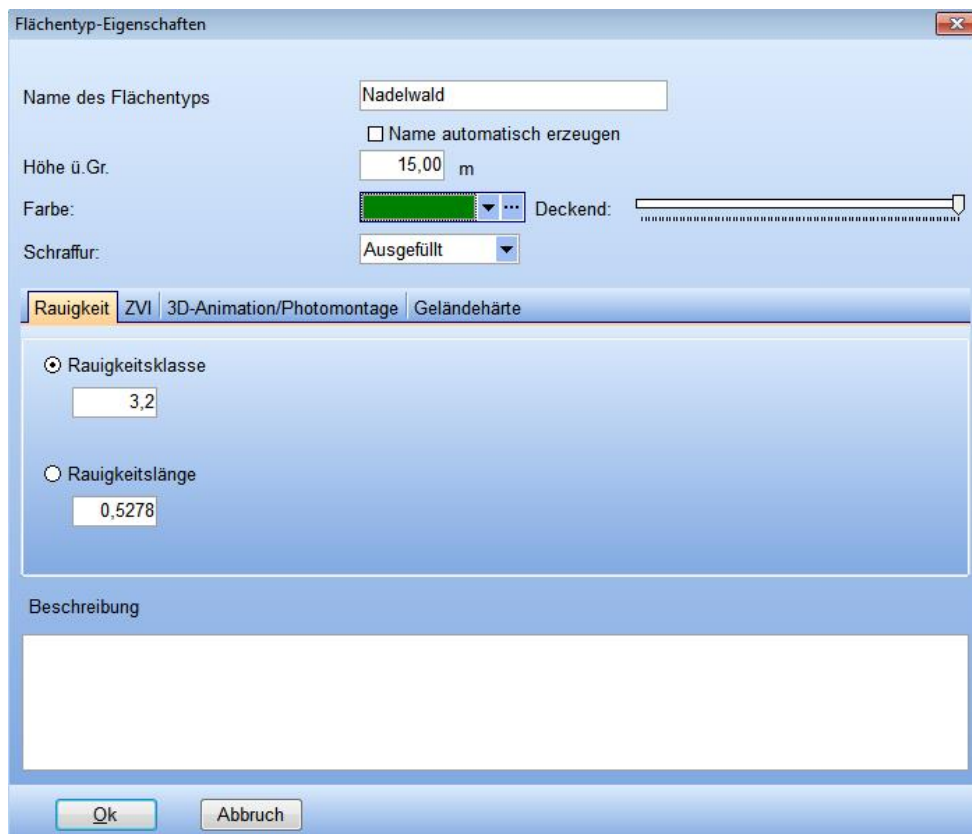 Flächentyp-Eigenschaften
Name des Flächentyps Nadelwald
Name automatisch erzeugen
Höhe ü.Gr. 15,00 m
Farbe: Deckend:
Schraffur: Ausgefüllt
Rauigkeit ZVI 3D-Animation/Photomontage Geländehärte
Rauigkeitsklasse
3,2
Rauigkeitslänge
0,5278
Beschreibung
Ok Abbruch